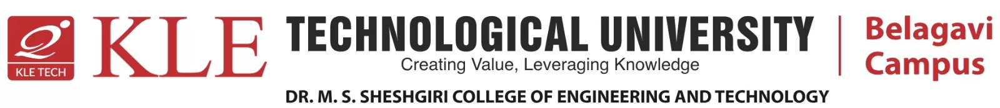 KLE TECH
KLE
TECHNOLOGICAL UNIVERSITY
Creating Value, Leveraging Knowledge
DR. M. S. SHESHGIRI COLLEGE OF ENGINEERING AND TECHNOLOGY
Belagavi
Campus